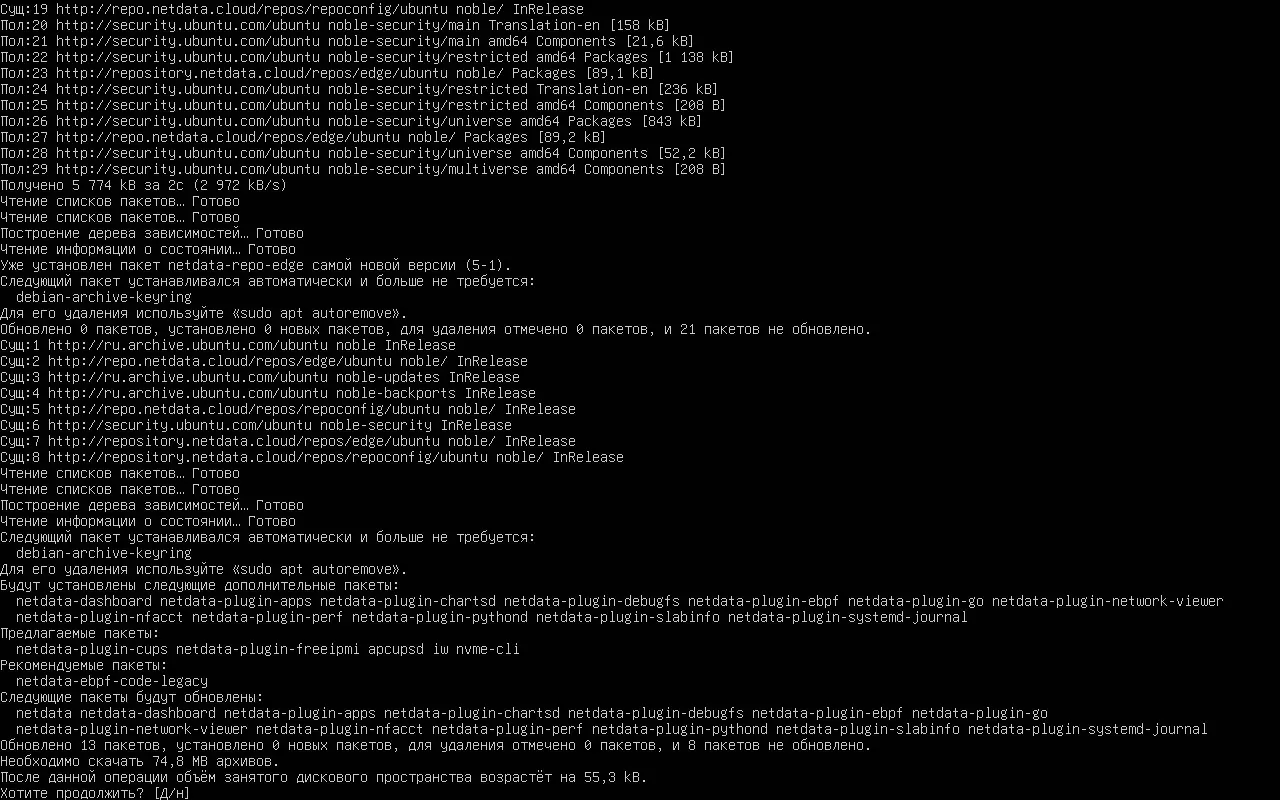 Сущ:19 http://repo.netdata.cloud/repos/repoconfig/ubuntu noble/ InRelease
Пол:20 http://security.ubuntu.com/ubuntu noble-security/main Translation-en [158 kB]
Пол:21 http://security.ubuntu.com/ubuntu noble-security/main amd64 Components [21,6 kB]
Пол:22 http://security.ubuntu.com/ubuntu noble-security/restricted amd64 Packages [1 138 kB]
Пол:23 http://repository.netdata.cloud/repos/edge/ubuntu noble/ Packages [89,1 kB]
Пол:24 http://security.ubuntu.com/ubuntu noble-security/restricted Translation-en [236 kB]
Пол:25 http://security.ubuntu.com/ubuntu noble-security/restricted amd64 Components [208 B]
Пол:26 http://security.ubuntu.com/ubuntu noble-security/universe amd64 Packages [843 kB]
Пол:27 http://repo.netdata.cloud/repos/edge/ubuntu noble/ Packages [89,2 kB]
Пол:28 http://security.ubuntu.com/ubuntu noble-security/universe amd64 Components [52,2 kB]
Пол:29 http://security.ubuntu.com/ubuntu noble-security/multiverse amd64 Components [208 B]
Получено 5 774 kB за 2с (2 972 kB/s)
Чтение списков пакетов… Готово
Чтение списков пакетов… Готово
Построение дерева зависимостей… Готово
Чтение информации о состоянии… Готово
Уже установлен пакет netdata-repo-edge самой новой версии (5-1).
Следующий пакет устанавливался автоматически и больше не требуется:
  debian-archive-keyring
Для его удаления используйте «sudo apt autoremove».
Обновлено 0 пакетов, установлено 0 новых пакетов, для удаления отмечено 0 пакетов, и 21 пакетов не обновлено.
Сущ:1 http://ru.archive.ubuntu.com/ubuntu noble InRelease
Сущ:2 http://repo.netdata.cloud/repos/edge/ubuntu noble/ InRelease
Сущ:3 http://ru.archive.ubuntu.com/ubuntu noble-updates InRelease
Сущ:4 http://ru.archive.ubuntu.com/ubuntu noble-backports InRelease
Сущ:5 http://repo.netdata.cloud/repos/repoconfig/ubuntu noble/ InRelease
Сущ:6 http://security.ubuntu.com/ubuntu noble-security InRelease
Сущ:7 http://repository.netdata.cloud/repos/edge/ubuntu noble/ InRelease
Сущ:8 http://repository.netdata.cloud/repos/repoconfig/ubuntu noble/ InRelease
Чтение списков пакетов… Готово
Чтение списков пакетов… Готово
Построение дерева зависимостей… Готово
Чтение информации о состоянии… Готово
Следующий пакет устанавливался автоматически и больше не требуется:
  debian-archive-keyring
Для его удаления используйте «sudo apt autoremove».
Будут установлены следующие дополнительные пакеты:
  netdata-dashboard netdata-plugin-apps netdata-plugin-chartsd netdata-plugin-debugfs netdata-plugin-ebpf netdata-plugin-go netdata-plugin-network-viewer
  netdata-plugin-nfacct netdata-plugin-perf netdata-plugin-pythond netdata-plugin-slabinfo netdata-plugin-systemd-journal
Предлагаемые пакеты:
  netdata-plugin-cups netdata-plugin-freeipmi apcupsd iw nvme-cli
Рекомендуемые пакеты:
  netdata-ebpf-code-legacy
Следующие пакеты будут обновлены:
  netdata netdata-dashboard netdata-plugin-apps netdata-plugin-chartsd netdata-plugin-debugfs netdata-plugin-ebpf netdata-plugin-go
  netdata-plugin-network-viewer netdata-plugin-nfacct netdata-plugin-perf netdata-plugin-pythond netdata-plugin-slabinfo netdata-plugin-systemd-journal
Обновлено 13 пакетов, установлено 0 новых пакетов, для удаления отмечено 0 пакетов, и 8 пакетов не обновлено.
Необходимо скачать 74,8 MB архивов.
После данной операции объём занятого дискового пространства возрастёт на 55,3 kB.
Хотите продолжить? [Д/н]